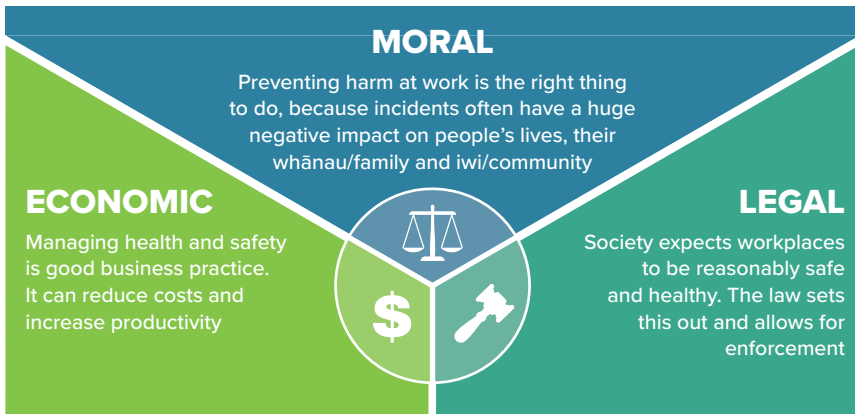 MORAL
Preventing harm at work is the right thing
to do, because incidents often have a huge
negative impact on people’s lives, their
whānau/family and iwi/community
ECONOMIC
Managing health and safety
is good business practice.
It can reduce costs and
increase productivity
LEGAL
Society expects workplaces
to be reasonably safe
and healthy. The law sets
this out and allows for
enforcement
$